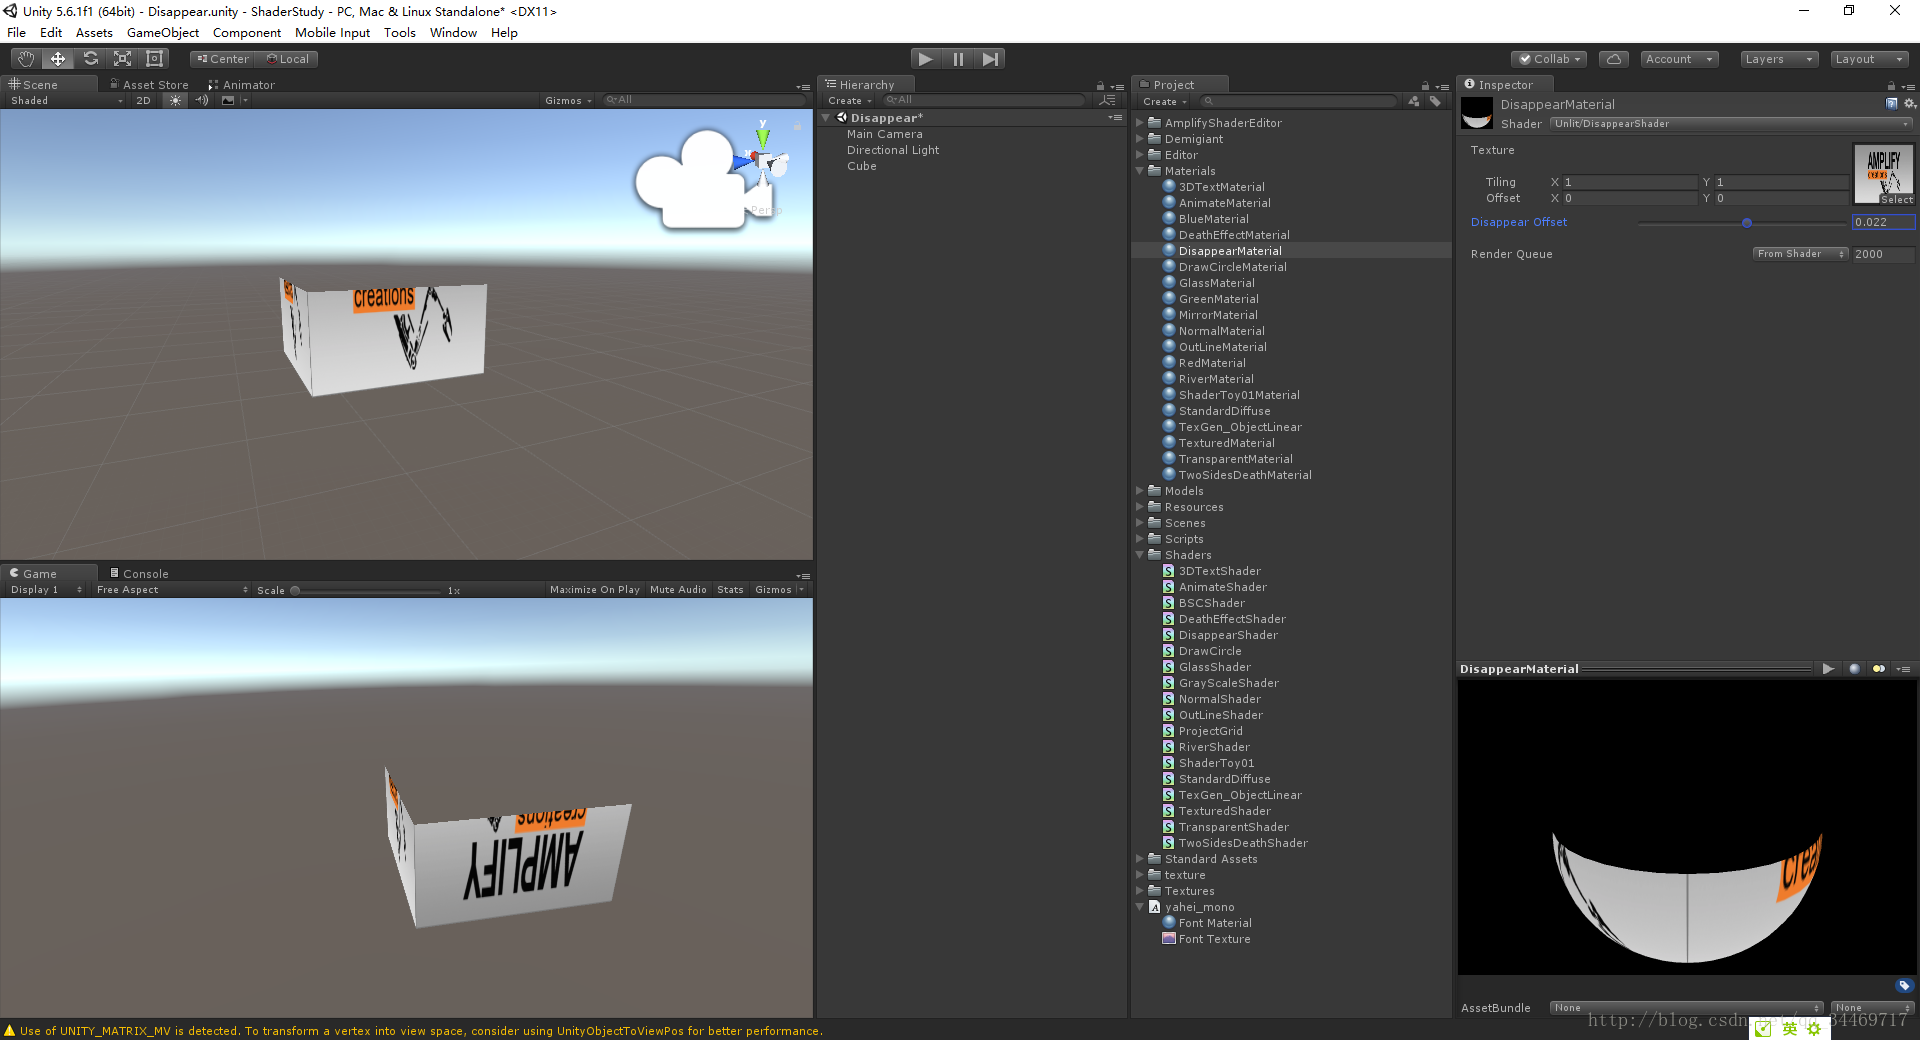 Unity 5.6.1f1 (64bit) - Disappear.unity - ShaderStudy - PC, Mac & Linux Standalone* <DX11>
File Edit Assets GameObject Component Mobile Input Tools Window Help
Center Local
Collab Account Layers Layout
Scene Asset Store Animator
Shaded 2D Gizmos All
y
x
Persp
creations
Game Console
Display 1 Free Aspect Scale 1x Maximize On Play Mute Audio Stats Gizmos
creations
AMPLIFY
Hierarchy
Create All
Disappear*
Main Camera
Directional Light
Cube
Project
Create
AmplifyShaderEditor
Demigiant
Editor
Materials
3DTextMaterial
AnimateMaterial
BlueMaterial
DeathEffectMaterial
DisappearMaterial
DrawCircleMaterial
GlassMaterial
GreenMaterial
MirrorMaterial
NormalMaterial
OutLineMaterial
RedMaterial
RiverMaterial
ShaderToy01Material
StandardDiffuse
TexGen_ObjectLinear
TexturedMaterial
TransparentMaterial
TwoSidesDeathMaterial
Models
Resources
Scenes
Scripts
Shaders
3DTextShader
AnimateShader
BSCShader
DeathEffectShader
DisappearShader
DrawCircle
GlassShader
GrayScaleShader
NormalShader
OutLineShader
ProjectGrid
RiverShader
ShaderToy01
StandardDiffuse
TexGen_ObjectLinear
TexturedShader
TransparentShader
TwoSidesDeathShader
Standard Assets
texture
Textures
yahei_mono
Font Material
Font Texture
Inspector
DisappearMaterial
Shader Unlit/DisappearShader
Texture
AMPLIFY
creations
Tiling X 1 Y 1
Offset X 0 Y 0
Select
Disappear Offset 0.022
Render Queue From Shader 2000
DisappearMaterial
crea
AssetBundle None None
http://blog.csdn.net/qq_34469717
英
Use of UNITY_MATRIX_MV is detected. To transform a vertex into view space, consider using UnityObjectToViewPos for better performance.